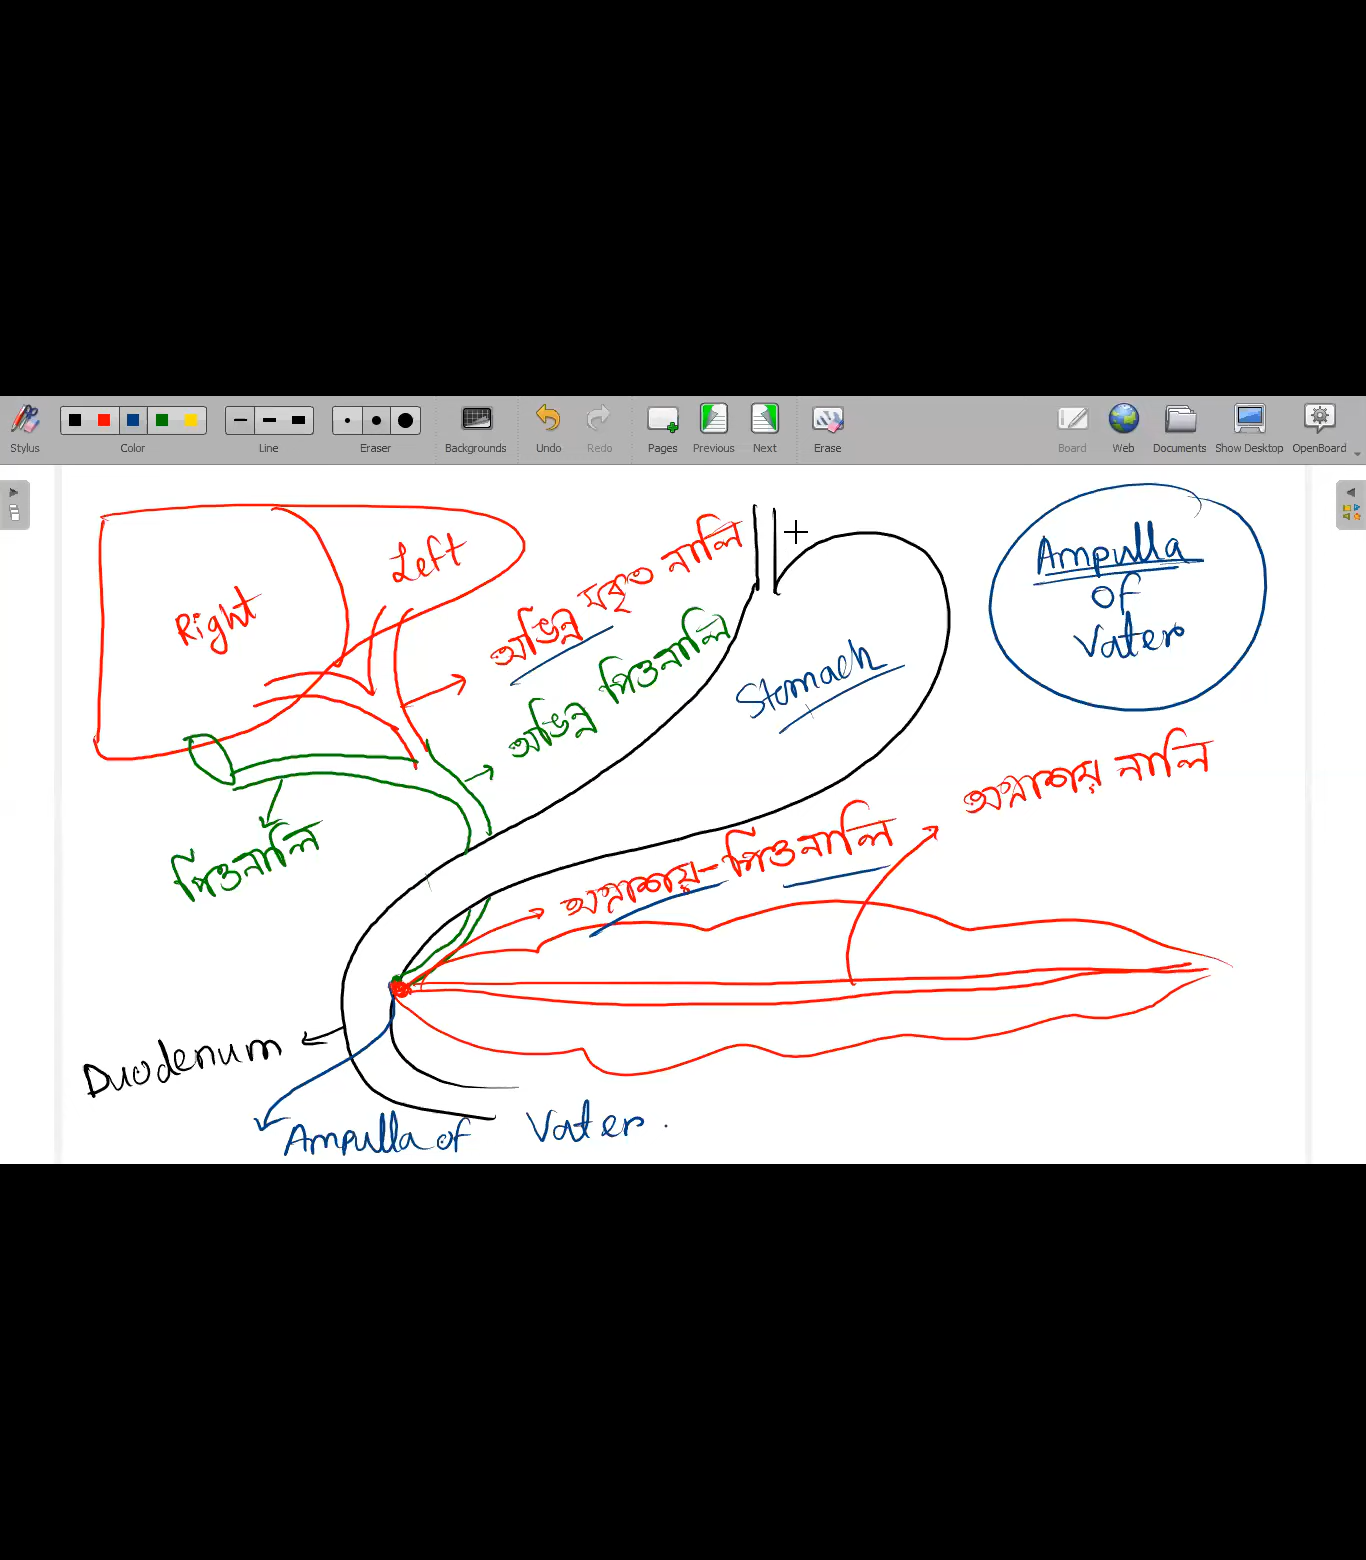 Stylus
Color
Line
Eraser
Backgrounds
Undo
Redo
Pages
Previous
Next
Erase
Board
Web
Documents
Show Desktop
OpenBoard
Right
Left
অভিন্ন যকৃত নালি
অভিন্ন পিত্তনালি
Stomach
Ampulla
of
Vater
পিত্তনালি
অগ্নাশয় নালি
অগ্নাশয়-পিত্তনালি
Duodenum
Ampulla of Vater.